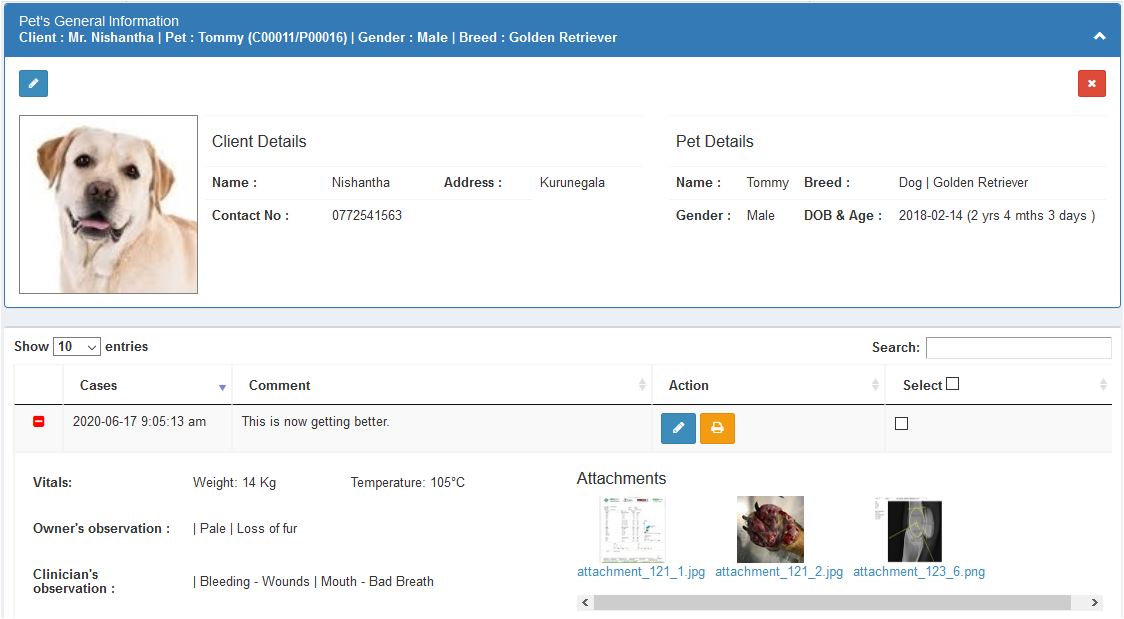 Pet's General Information
Client : Mr. Nishantha | Pet : Tommy (C00011/P00016) | Gender : Male | Breed : Golden Retriever
Client Details
Pet Details
Name : Nishantha Address : Kurunegala
Name : Tommy Breed : Dog | Golden Retriever
Contact No : 0772541563
Gender : Male DOB & Age : 2018-02-14 (2 yrs 4 mths 3 days )
Show 10 entries
Search:
Cases Comment Action Select
2020-06-17 9:05:13 am This is now getting better.
Vitals: Weight: 14 Kg Temperature: 105°C
Owner's observation : | Pale | Loss of fur
Clinician's
observation : | Bleeding - Wounds | Mouth - Bad Breath
Attachments
attachment_121_1.jpg attachment_121_2.jpg attachment_123_6.png